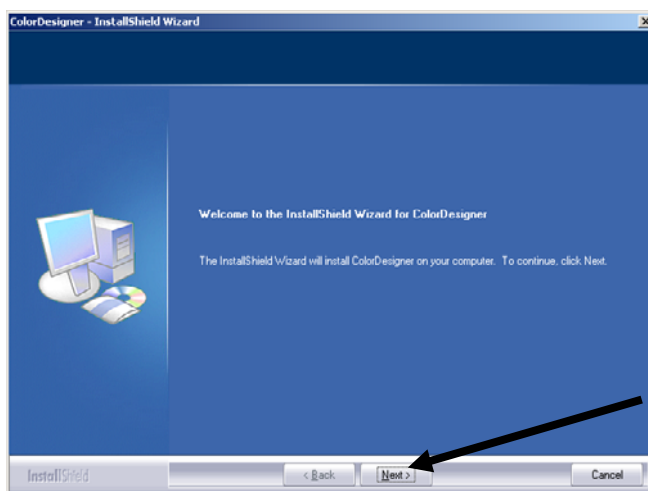 ColorDesigner - InstallShield Wizard
Welcome to the InstallShield Wizard for ColorDesigner
The InstallShield Wizard will install ColorDesigner on your computer. To continue, click Next.
InstallShield
< Back
Next >
Cancel